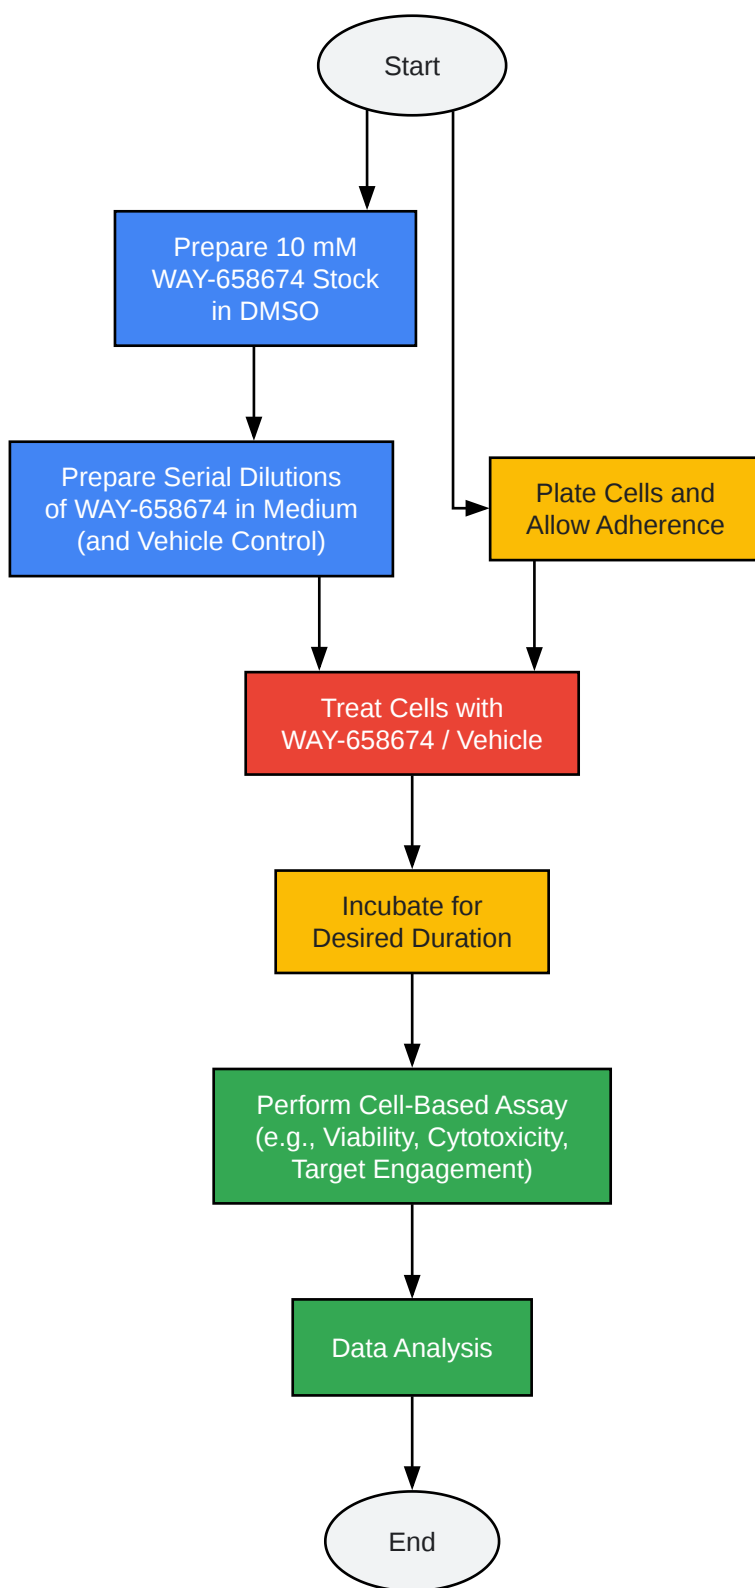 Start
Prepare 10 mM
WAY-658674 Stock
in DMSO
Prepare Serial Dilutions
of WAY-658674 in Medium
(and Vehicle Control)
Plate Cells and
Allow Adherence
Treat Cells with
WAY-658674 / Vehicle
Incubate for
Desired Duration
Perform Cell-Based Assay
(e.g., Viability, Cytotoxicity,
Target Engagement)
Data Analysis
End